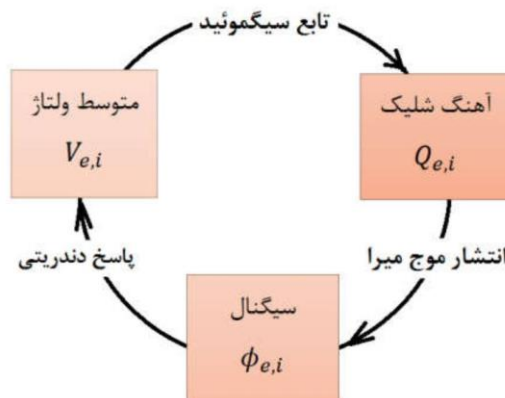 تابع سیگموئید
متوسط ولتاژ
V_{e,i}
آهنگ شلیک
Q_{e,i}
پاسخ دندریتی
انتشار موج میرا
سیگنال
ϕ_{e,i}